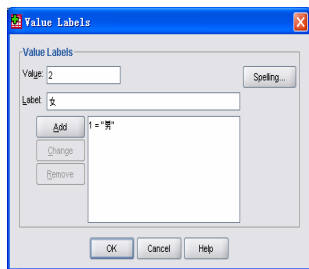 Value Labels
Value Labels
Value: 2
Spelling...
Label: 女
Add
1 = "男"
Change
Remove
OK Cancel Help